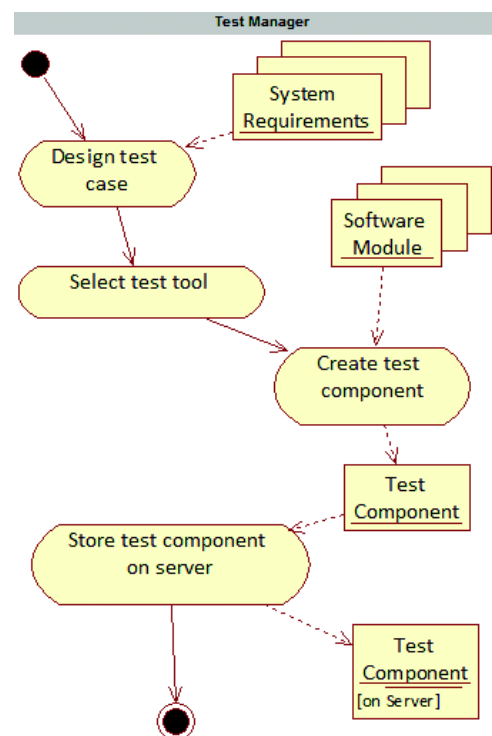 Test Manager
System
Requirements
Design test
case
Software
Module
Select test tool
Create test
component
Test
Component
Store test component
on server
Test
Component
[on Server]